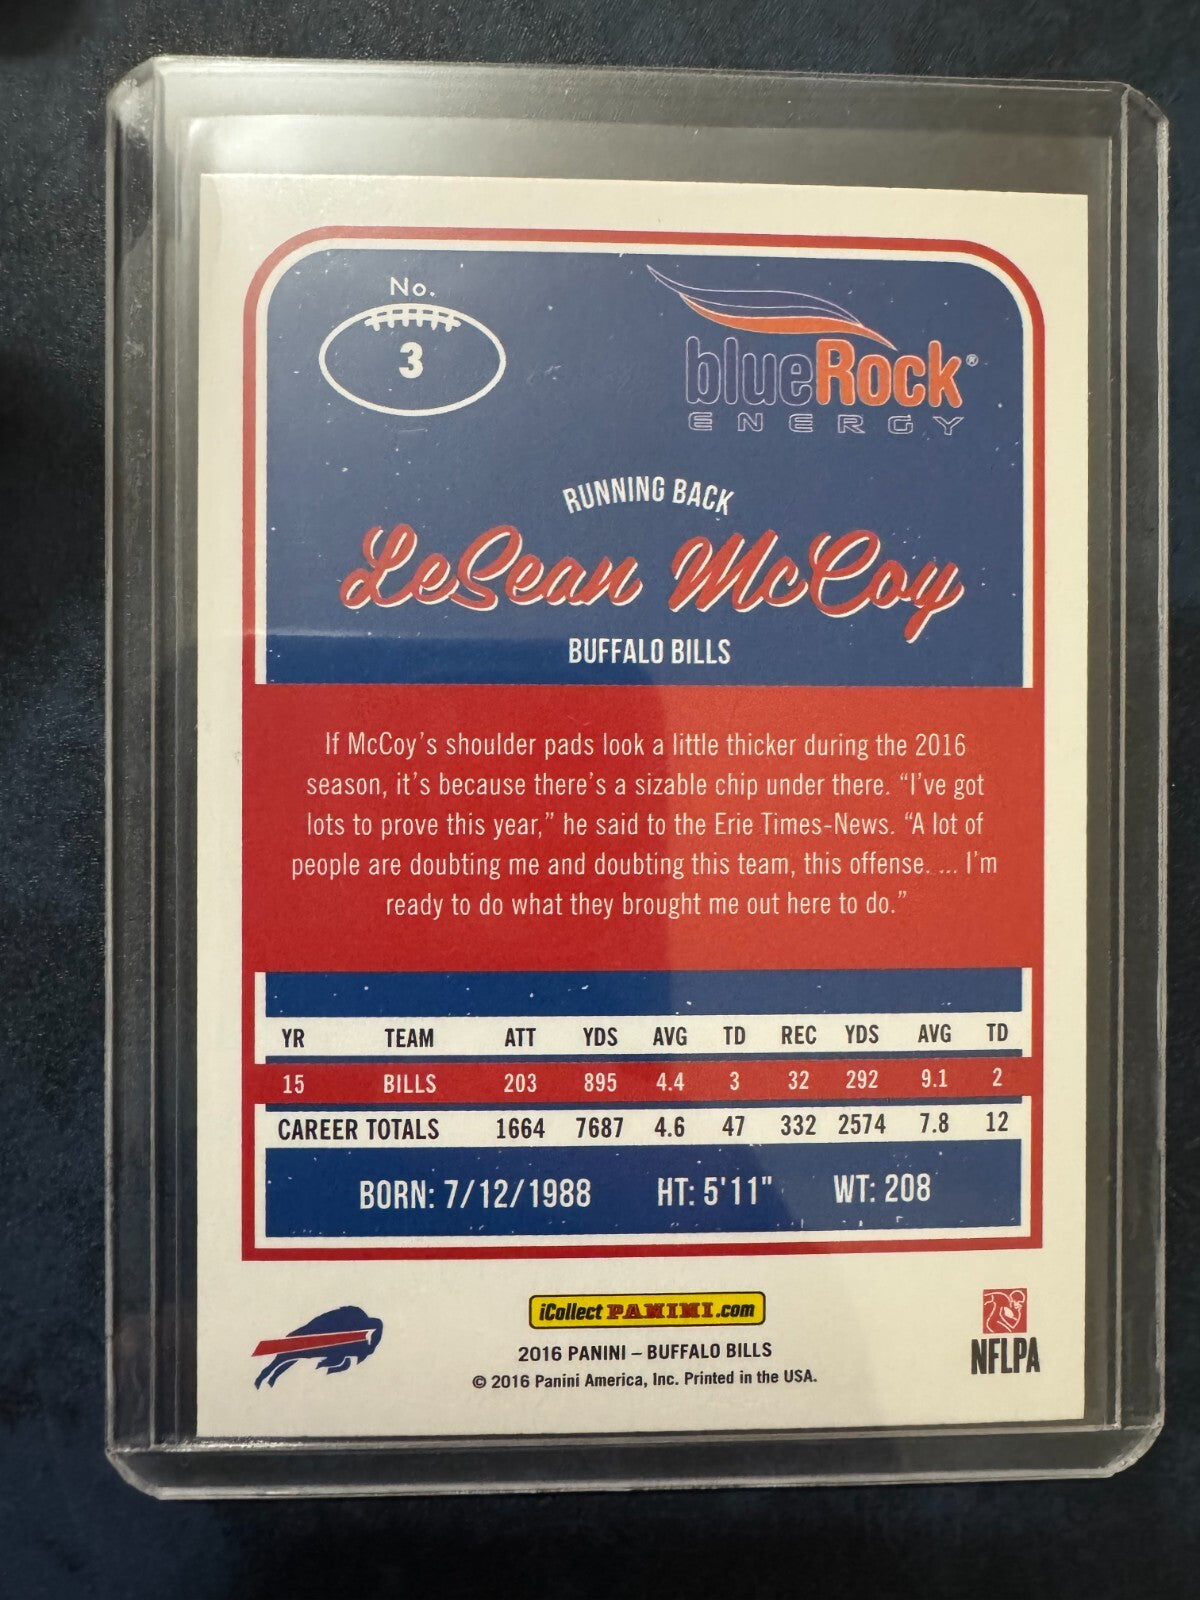 No.
3
blueRock®
ENERGY
RUNNING BACK
LeSean McCoy
BUFFALO BILLS
If McCoy's shoulder pads look a little thicker during the 2016
season, it's because there's a sizable chip under there. “I've got
lots to prove this year,” he said to the Erie Times-News. “A lot of
people are doubting me and doubting this team, this offense. ... I'm
ready to do what they brought me out here to do.”
YR TEAM ATT YDS AVG TD REC YDS AVG TD
15 BILLS 203 895 4.4 3 32 292 9.1 2
CAREER TOTALS 1664 7687 4.6 47 332 2574 7.8 12
BORN: 7/12/1988 HT: 5'11" WT: 208
iCollect PANINI.com
2016 PANINI – BUFFALO BILLS
© 2016 Panini America, Inc. Printed in the USA.
NFLPA